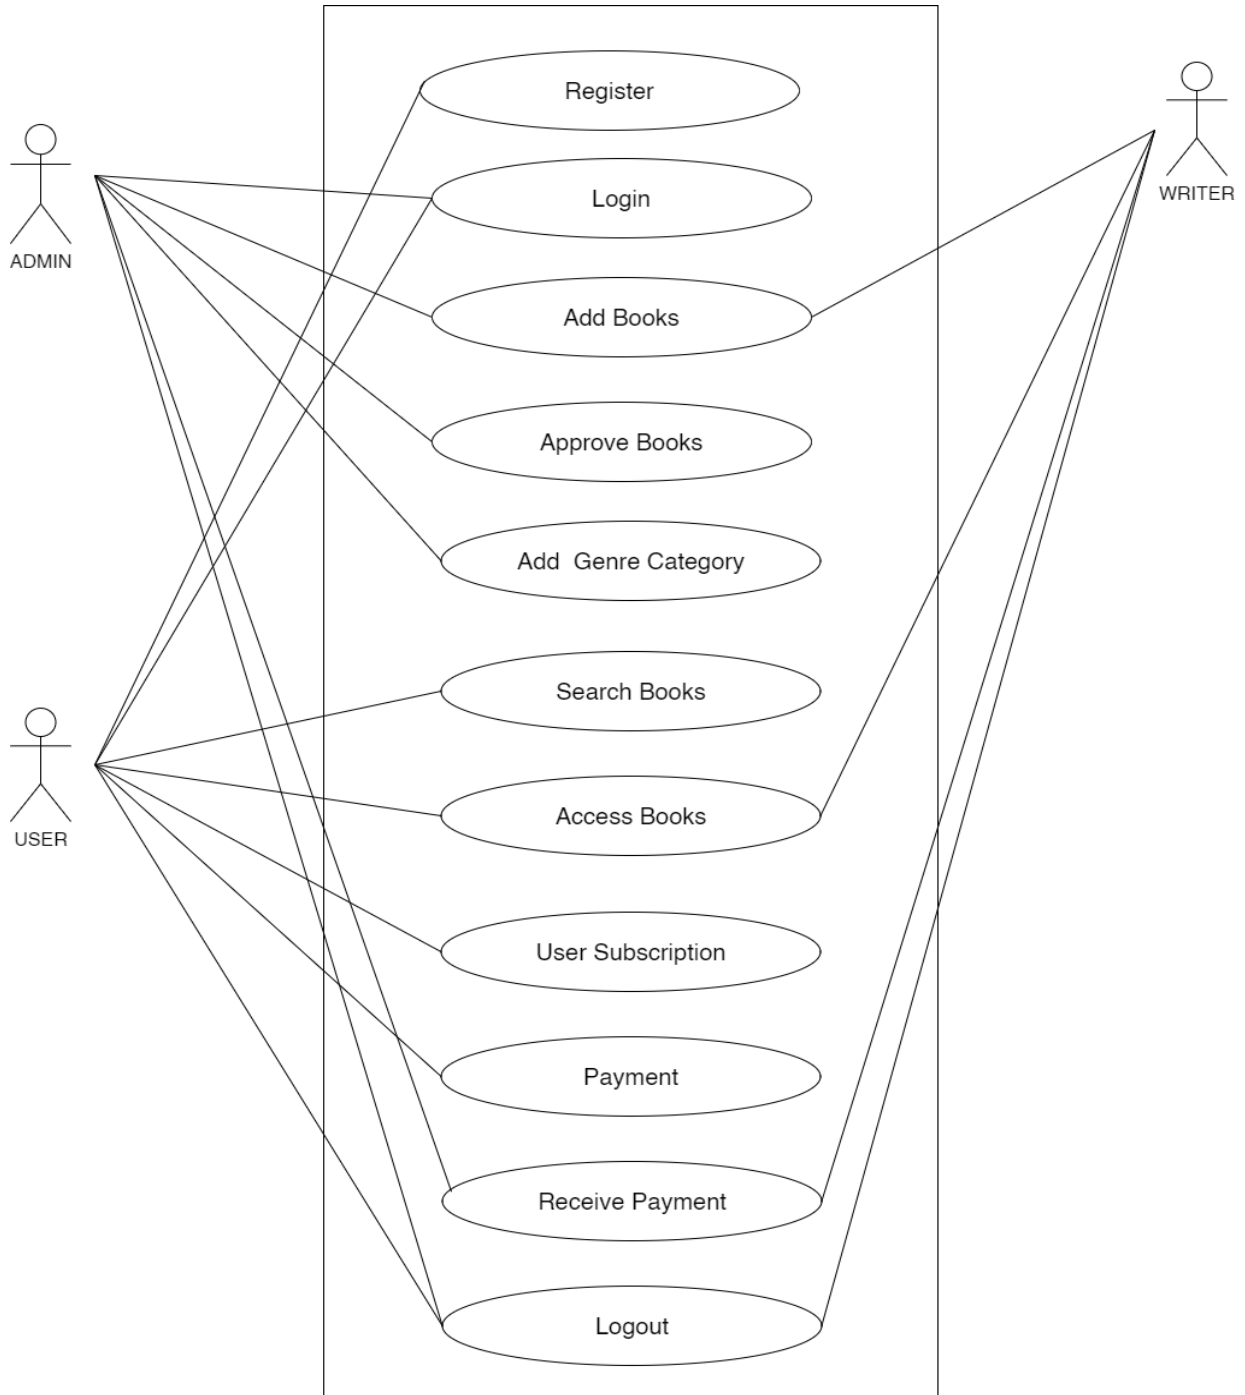 Register
Login
WRITER
ADMIN
Add Books
Approve Books
Add  Genre Category
Search Books
Access Books
USER
User Subscription
Payment
Receive Payment
Logout